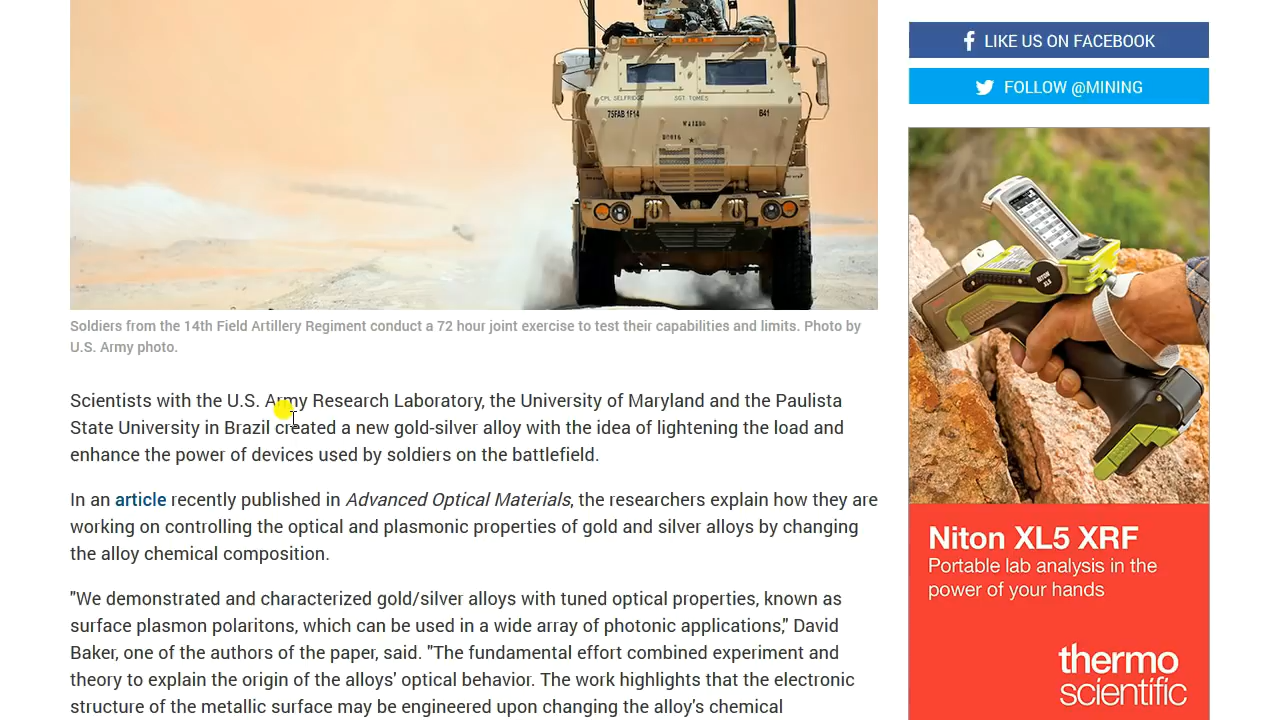 CPL SELFRIDGE SGT TOMES
75FAB 1F14
B41
Soldiers from the 14th Field Artillery Regiment conduct a 72 hour joint exercise to test their capabilities and limits. Photo by
U.S. Army photo.
Scientists with the U.S. Army Research Laboratory, the University of Maryland and the Paulista
State University in Brazil created a new gold-silver alloy with the idea of lightening the load and
enhance the power of devices used by soldiers on the battlefield.
In an article recently published in Advanced Optical Materials, the researchers explain how they are
working on controlling the optical and plasmonic properties of gold and silver alloys by changing
the alloy chemical composition.
"We demonstrated and characterized gold/silver alloys with tuned optical properties, known as
surface plasmon polaritons, which can be used in a wide array of photonic applications," David
Baker, one of the authors of the paper, said. "The fundamental effort combined experiment and
theory to explain the origin of the alloys' optical behavior. The work highlights that the electronic
structure of the metallic surface may be engineered upon changing the alloy's chemical
LIKE US ON FACEBOOK
FOLLOW @MINING
NITON
XL5
Niton XL5 XRF
Portable lab analysis in the
power of your hands
thermo
scientific